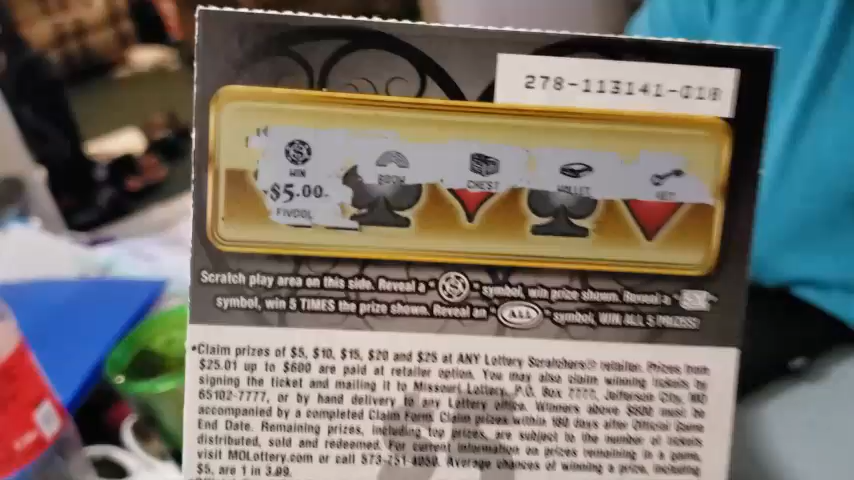 278-113141-018
WIN BOOK CHEST WALLET KEY
$5.00
FIVDOL
Scratch play area on this side. Reveal a " " symbol, win prize shown. Reveal a "5X"
symbol, win 5 TIMES the prize shown. Reveal an "ALL" symbol, WIN ALL 5 PRIZES!
•Claim prizes of $5, $10, $15, $20 and $25 at ANY Lottery Scratchers® retailer. Prizes from
$25.01 up to $600 are paid at retailer option. You may also claim winning tickets by
signing the ticket and mailing it to Missouri Lottery, P.O. Box 7777, Jefferson City, MO
65102-7777, or by hand delivery to any Lottery office. Winners above $600 must be
accompanied by a completed Claim Form. Claim prizes within 180 days after Official Game
End Date. Remaining prizes, including top prizes, are subject to the number of tickets
distributed, sold and redeemed. For current information on prizes remaining in a game,
visit MOLottery.com or call 573-751-4050. Average chances of winning a prize, including
$5, are 1 in 3.99.